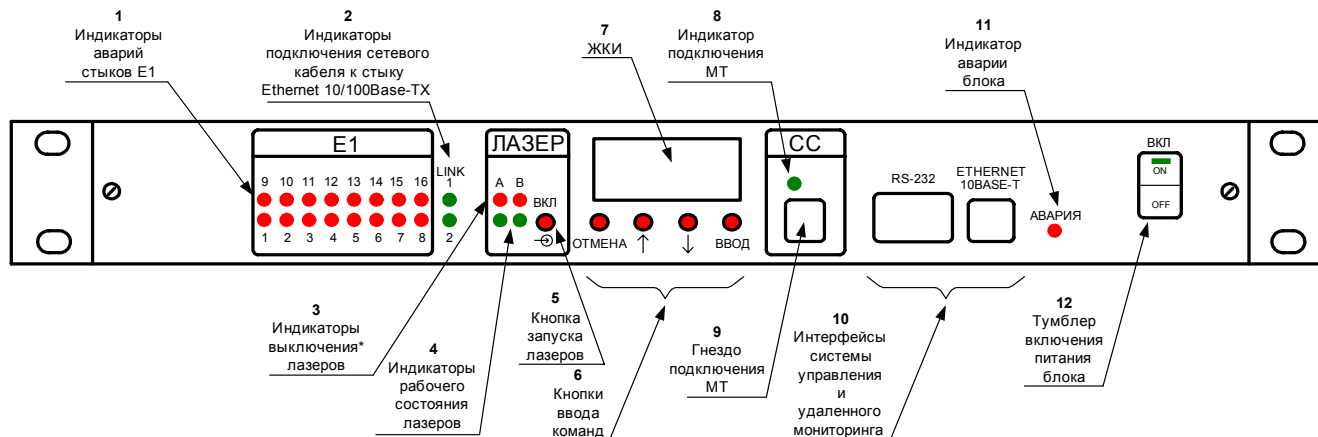 1
Индикаторы
аварий
стыков E1
2
Индикаторы
подключения сетевого
кабеля к стыку
Ethernet 10/100Base-TX
7
ЖКИ
8
Индикатор
подключения
МТ
11
Индикатор
аварии
блока
E1
9 10 11 12 13 14 15 16
1 2 3 4 5 6 7 8
LINK
1
2
ЛАЗЕР
A B
ВКЛ
ОТМЕНА ↑ ↓ ВВОД
СС
RS-232
ETHERNET
10BASE-T
АВАРИЯ
ВКЛ
ON
OFF
3
Индикаторы
выключения*
лазеров
4
Индикаторы
рабочего
состояния
лазеров
5
Кнопка
запуска
лазеров
6
Кнопки
ввода
команд
9
Гнездо
подключения
МТ
10
Интерфейсы
системы
управления
и
удаленного
мониторинга
12
Тумблер
включения
питания
блока